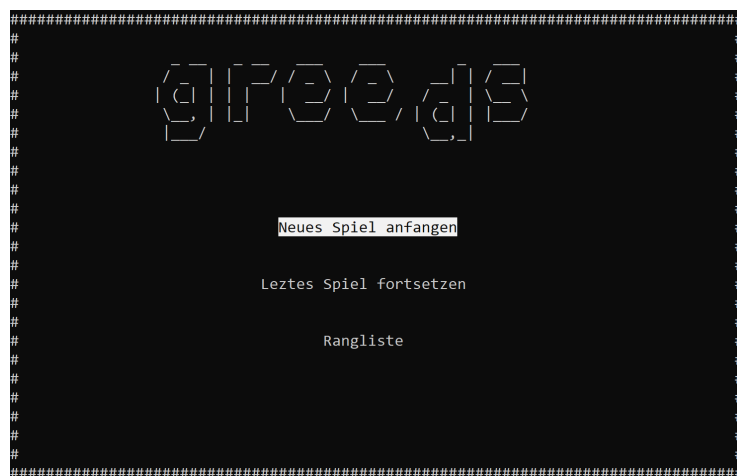 greeds
Neues Spiel anfangen
Leztes Spiel fortsetzen
Rangliste